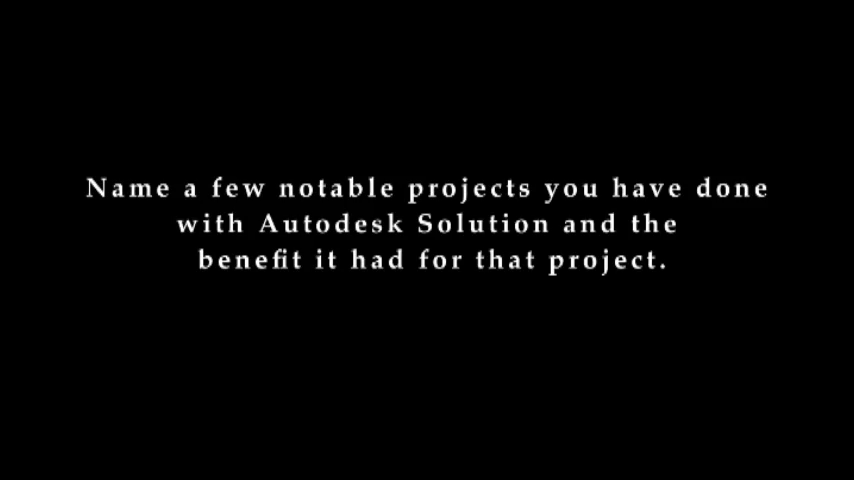 Name a few notable projects you have done
with Autodesk Solution and the
benefit it had for that project.